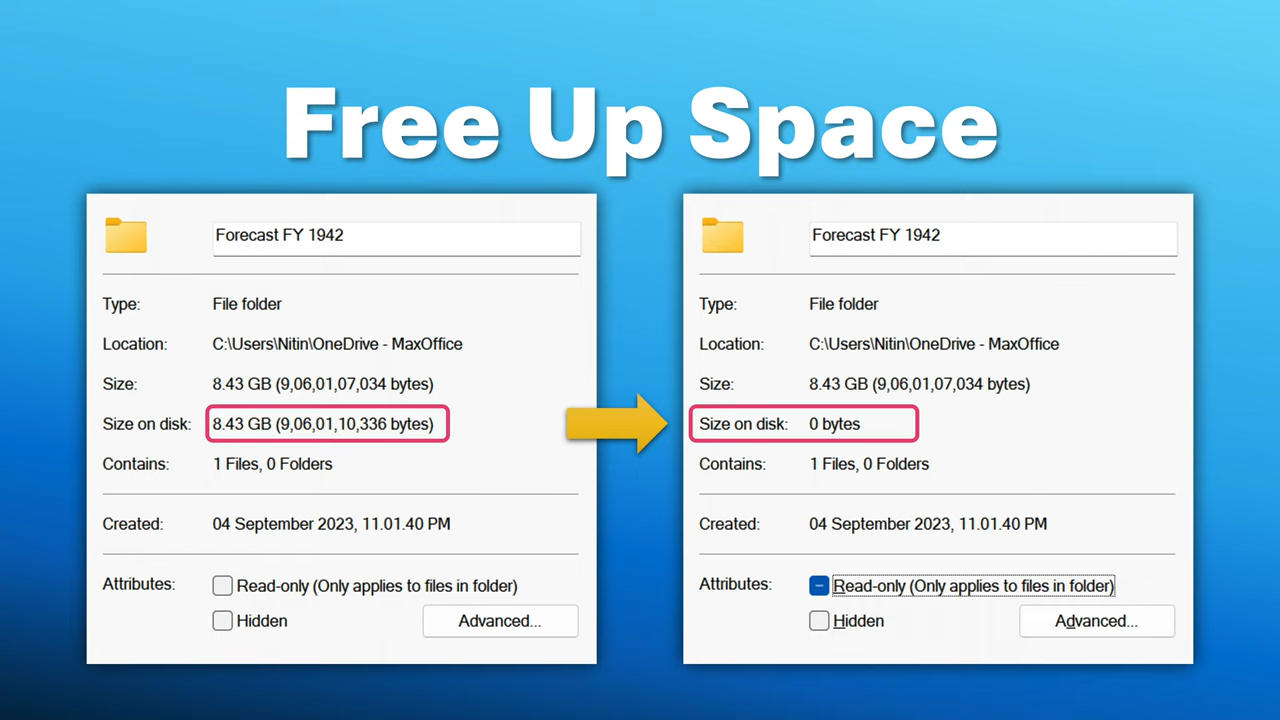 Free Up Space
Forecast FY 1942
Type: File folder
Location: C:\Users\Nitin\OneDrive - MaxOffice
Size: 8.43 GB (9,06,01,07,034 bytes)
Size on disk: 8.43 GB (9,06,01,10,336 bytes)
Contains: 1 Files, 0 Folders
Created: 04 September 2023, 11.01.40 PM
Attributes: Read-only (Only applies to files in folder)
Hidden Advanced...
Forecast FY 1942
Type: File folder
Location: C:\Users\Nitin\OneDrive - MaxOffice
Size: 8.43 GB (9,06,01,07,034 bytes)
Size on disk: 0 bytes
Contains: 1 Files, 0 Folders
Created: 04 September 2023, 11.01.40 PM
Attributes: Read-only (Only applies to files in folder)
Hidden Advanced...